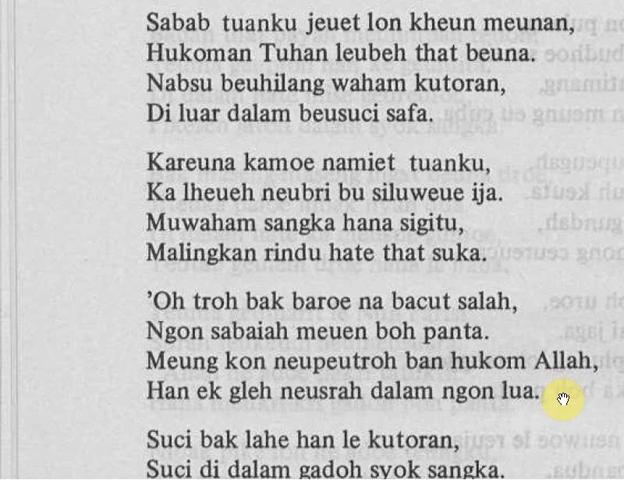 Sabab tuanku jeuet lon kheun meunan,
Hukoman Tuhan leubeh that beuna.
Nabsu beuhilang waham kutoran,
Di luar dalam beusuci safa.
Kareuna kamoe namiet tuanku,
Ka lheueh neubri bu siluweue ija.
Muwaham sangka hana sigitu,
Malingkan rindu hate that suka.
’Oh troh bak baroe na bacut salah,
Ngon sabaiah meuen boh panta.
Meung kon neupeutroh ban hukom Allah,
Han ek gleh neusrah dalam ngon lua.
Suci bak lahe han le kutoran,
Suci di dalam gadoh syok sangka.